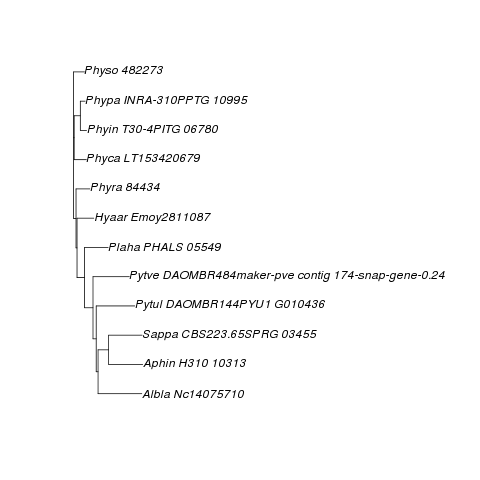 Physo 482273
Phypa INRA-310PPTG 10995
Phyin T30-4PITG 06780
Phyca LT153420679
Phyra 84434
Hyaar Emoy2811087
Plaha PHALS 05549
Pytve DAOMBR484maker-pve contig 174-snap-gene-0.24
Pytul DAOMBR144PYU1 G010436
Sappa CBS223.65SPRG 03455
Aphin H310 10313
Albla Nc14075710